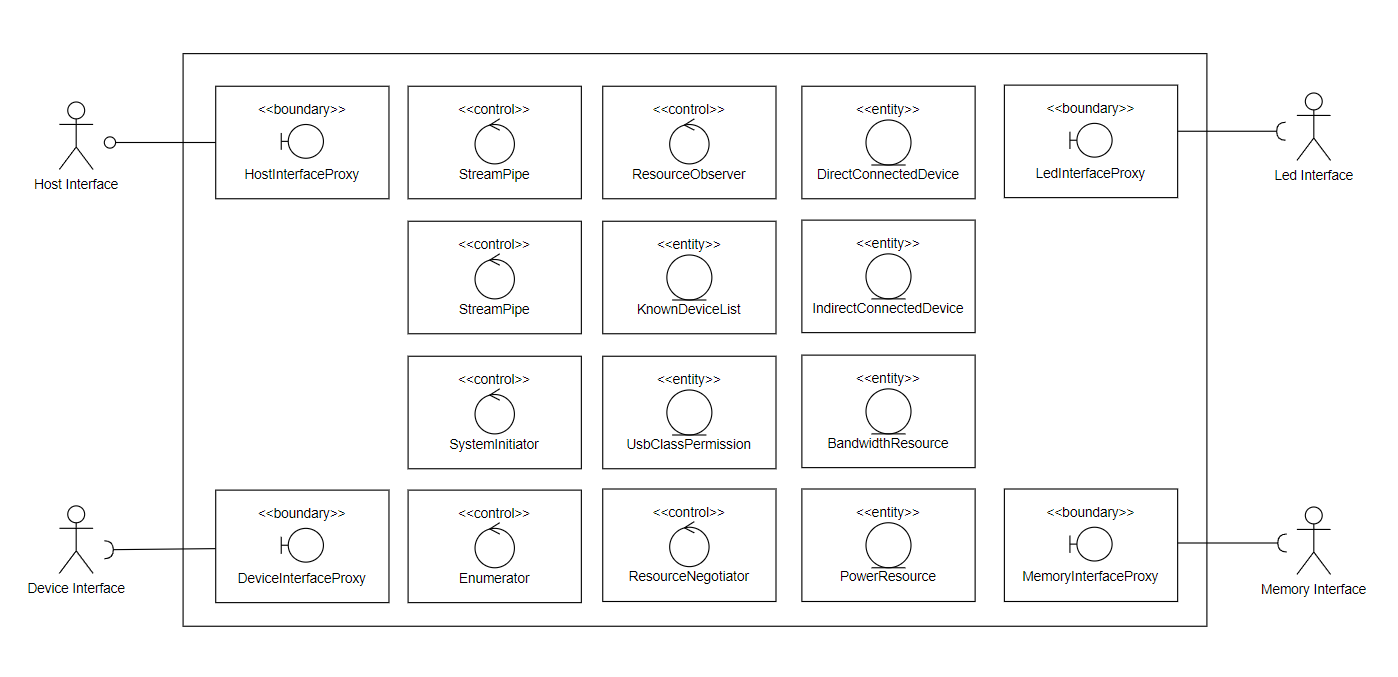 <<boundary>>
HostInterfaceProxy
<<control>>
StreamPipe
<<control>>
ResourceObserver
<<entity>>
DirectConnectedDevice
<<boundary>>
LedInterfaceProxy
Host Interface
Led Interface
<<control>>
StreamPipe
<<entity>>
KnownDeviceList
<<entity>>
IndirectConnectedDevice
<<control>>
SystemInitiator
<<entity>>
UsbClassPermission
<<entity>>
BandwidthResource
<<boundary>>
DeviceInterfaceProxy
<<control>>
Enumerator
<<control>>
ResourceNegotiator
<<entity>>
PowerResource
<<boundary>>
MemoryInterfaceProxy
Device Interface
Memory Interface